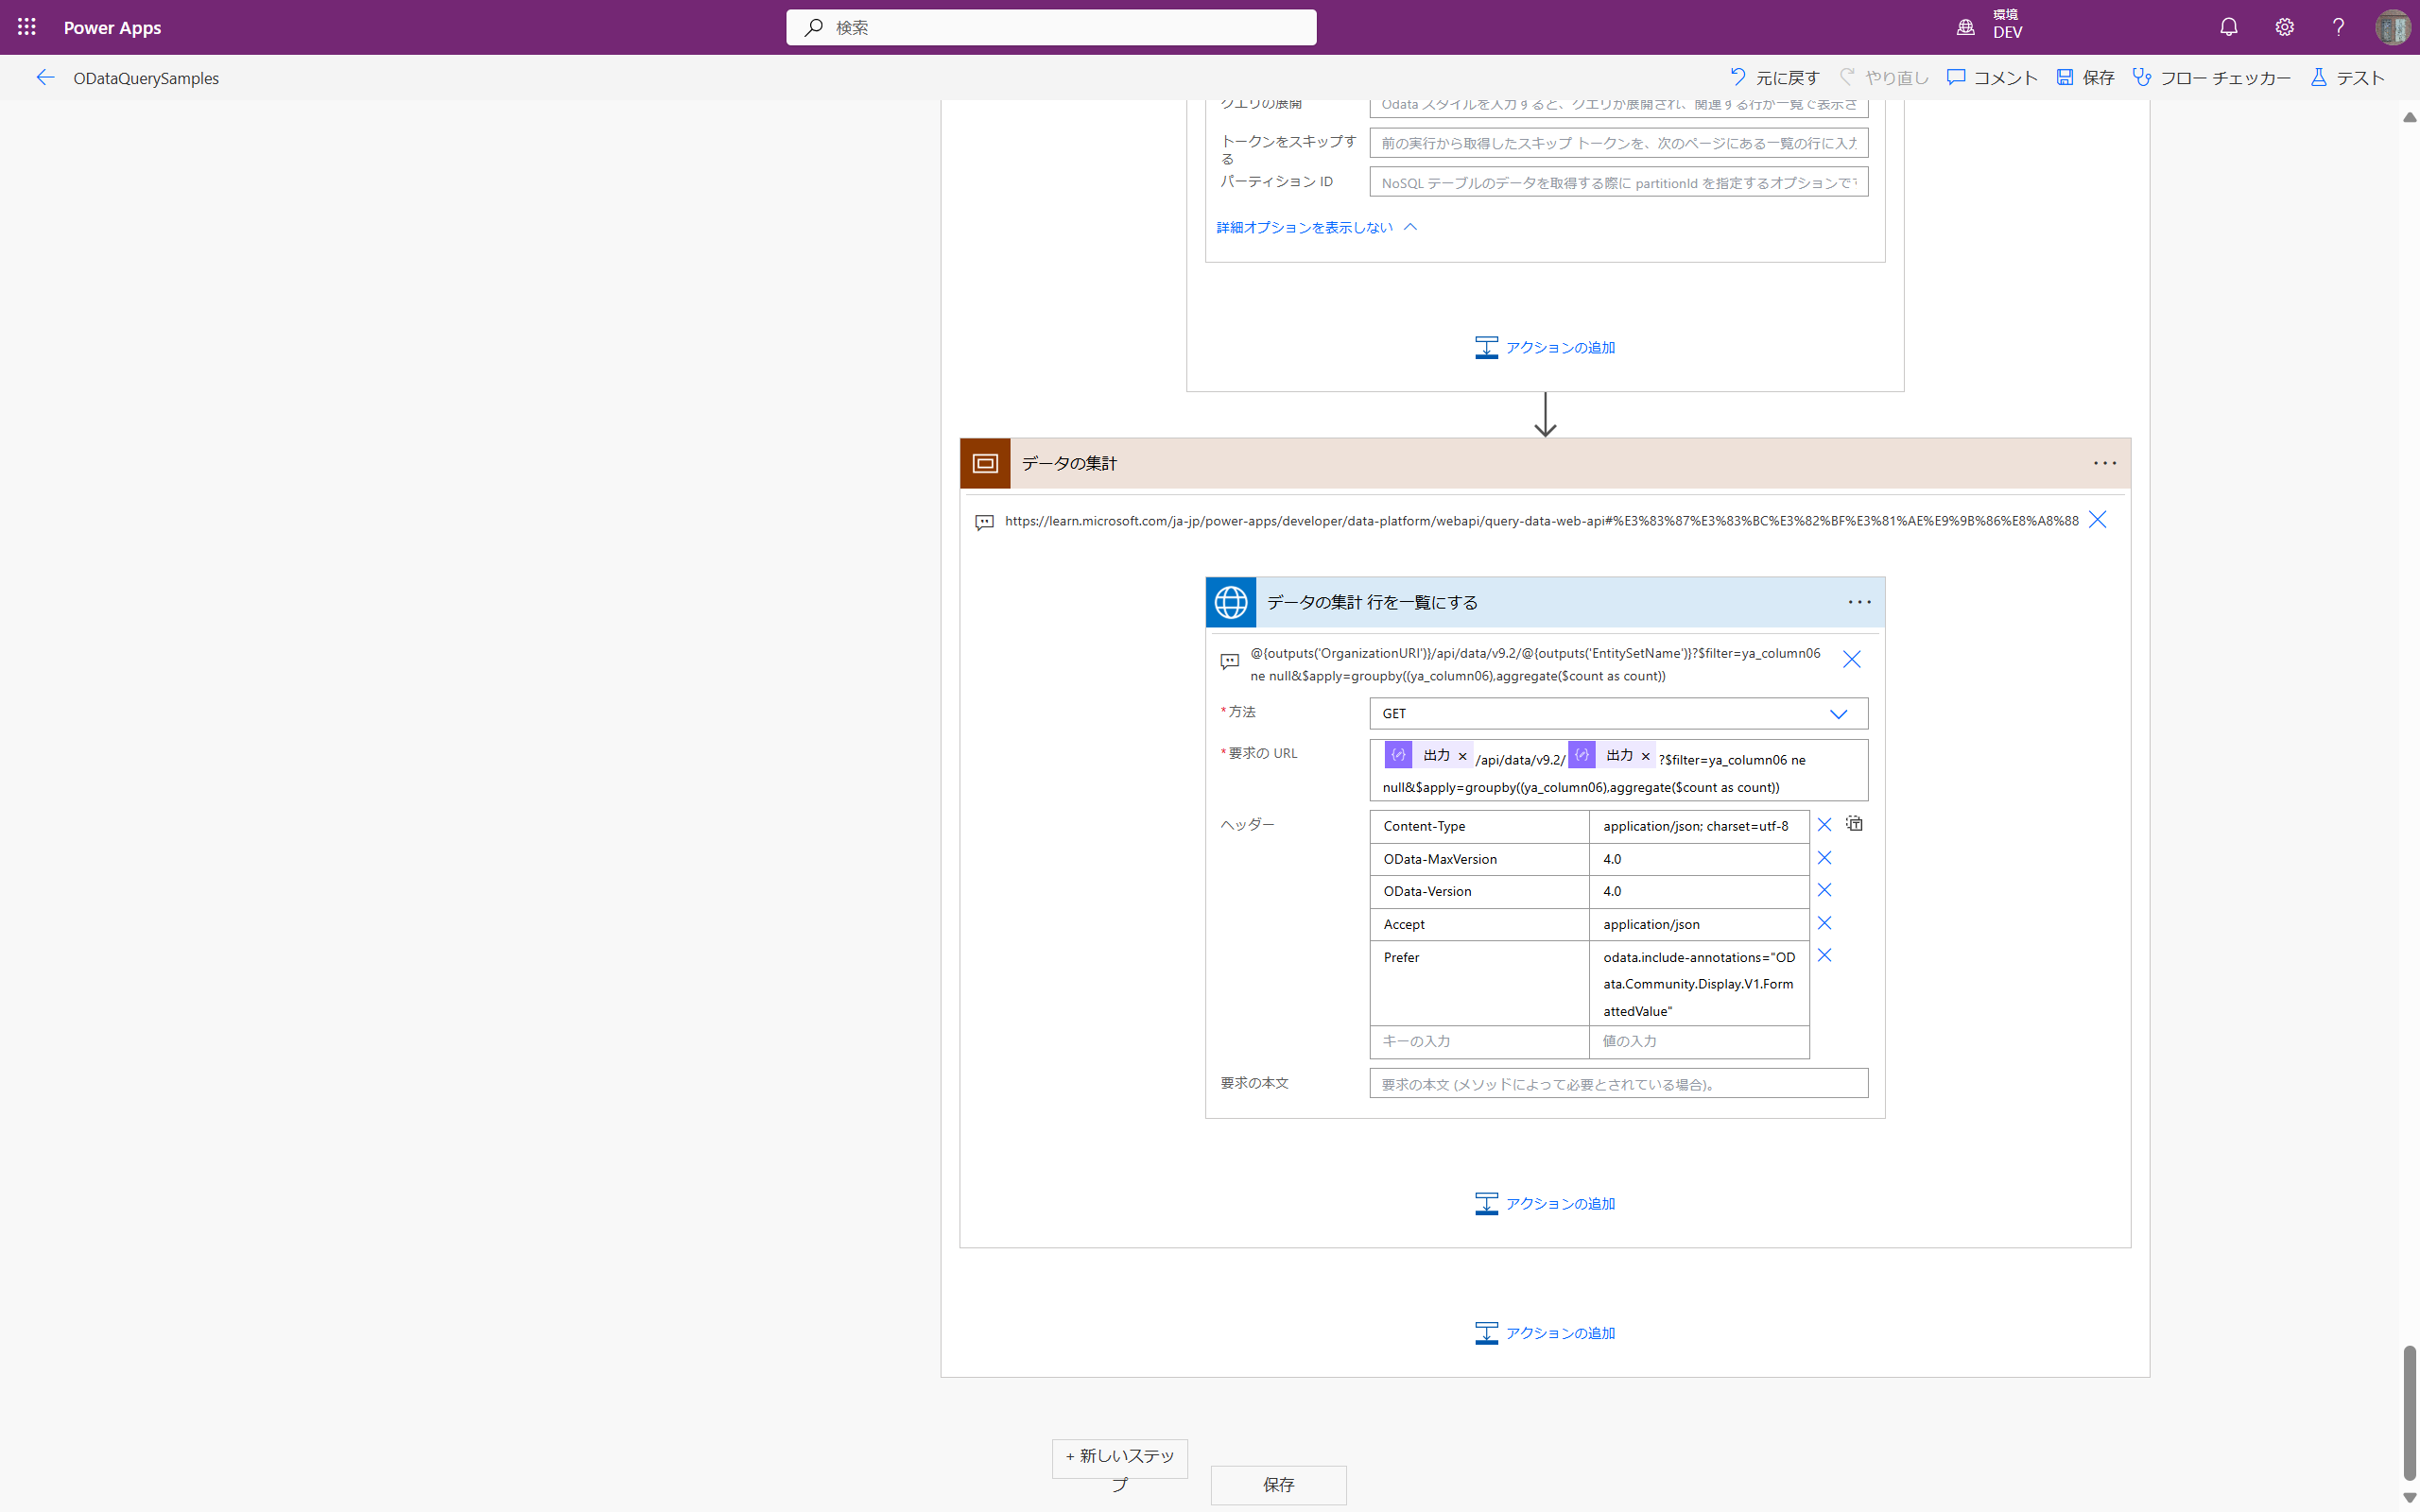 Power Apps
検索
環境
DEV
ODataQuerySamples
元に戻す
やり直し
コメント
保存
フロー チェッカー
テスト
クエリの展開
Odata スタイルを入力すると、クエリが展開され、関連する行が一覧で表示さ
トークンをスキップす
る
前の実行から取得したスキップ トークンを、次のページにある一覧の行に入力
パーティション ID
NoSQL テーブルのデータを取得する際に partitionId を指定するオプションです
詳細オプションを表示しない
アクションの追加
データの集計
https://learn.microsoft.com/ja-jp/power-apps/developer/data-platform/webapi/query-data-web-api#%E3%83%87%E3%83%BC%E3%82%BF%E3%81%AE%E9%9B%86%E8%A8%88
データの集計 行を一覧にする
@{outputs('OrganizationURI')}/api/data/v9.2/@{outputs('EntitySetName')}?$filter=ya_column06
ne null&$apply=groupby((ya_column06),aggregate($count as count))
*方法
GET
*要求の URL
出力 × /api/data/v9.2/ 出力 × ?$filter=ya_column06 ne
null&$apply=groupby((ya_column06),aggregate($count as count))
ヘッダー
Content-Type
application/json; charset=utf-8
OData-MaxVersion
4.0
OData-Version
4.0
Accept
application/json
Prefer
odata.include-annotations="OD
ata.Community.Display.V1.Form
attedValue"
キーの入力
値の入力
要求の本文
要求の本文 (メソッドによって必要とされている場合)。
アクションの追加
アクションの追加
+ 新しいステッ
プ
保存